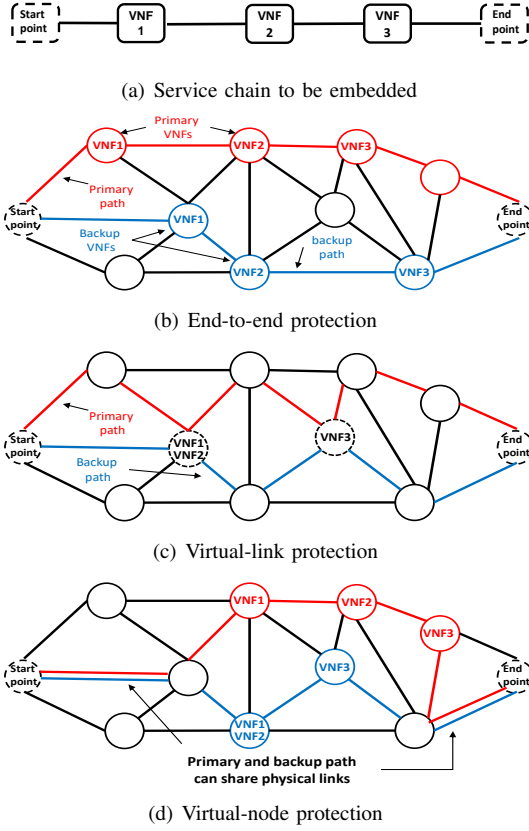 Start point
VNF 1
VNF 2
VNF 3
End point
(a) Service chain to be embedded
Primary VNFs
VNF1
VNF2
VNF3
Primary path
Start point
VNF1
End point
Backup VNFs
backup path
VNF2
VNF3
(b) End-to-end protection
Primary path
Start point
VNF1 VNF2
VNF3
End point
Backup path
(c) Virtual-link protection
VNF1
VNF2
VNF3
Start point
VNF3
End point
VNF1 VNF2
Primary and backup path
can share physical links
(d) Virtual-node protection